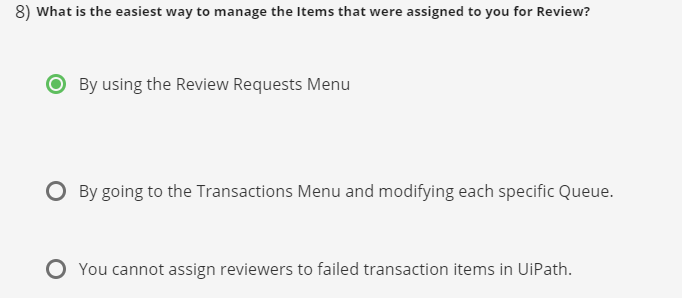 8) What is the easiest way to manage the Items that were assigned to you for Review?
By using the Review Requests Menu
By going to the Transactions Menu and modifying each specific Queue.
You cannot assign reviewers to failed transaction items in UiPath.